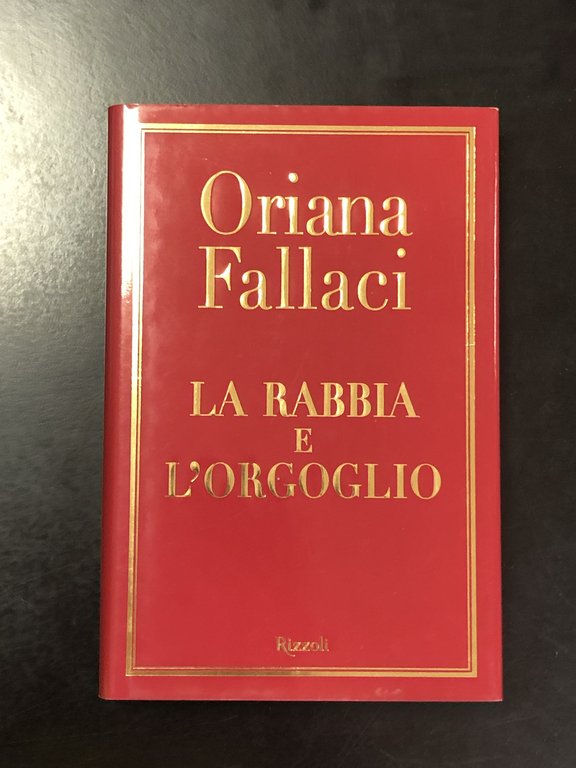 Oriana
Fallaci
LA RABBIA
E
L'ORGOGLIO
Rizzoli